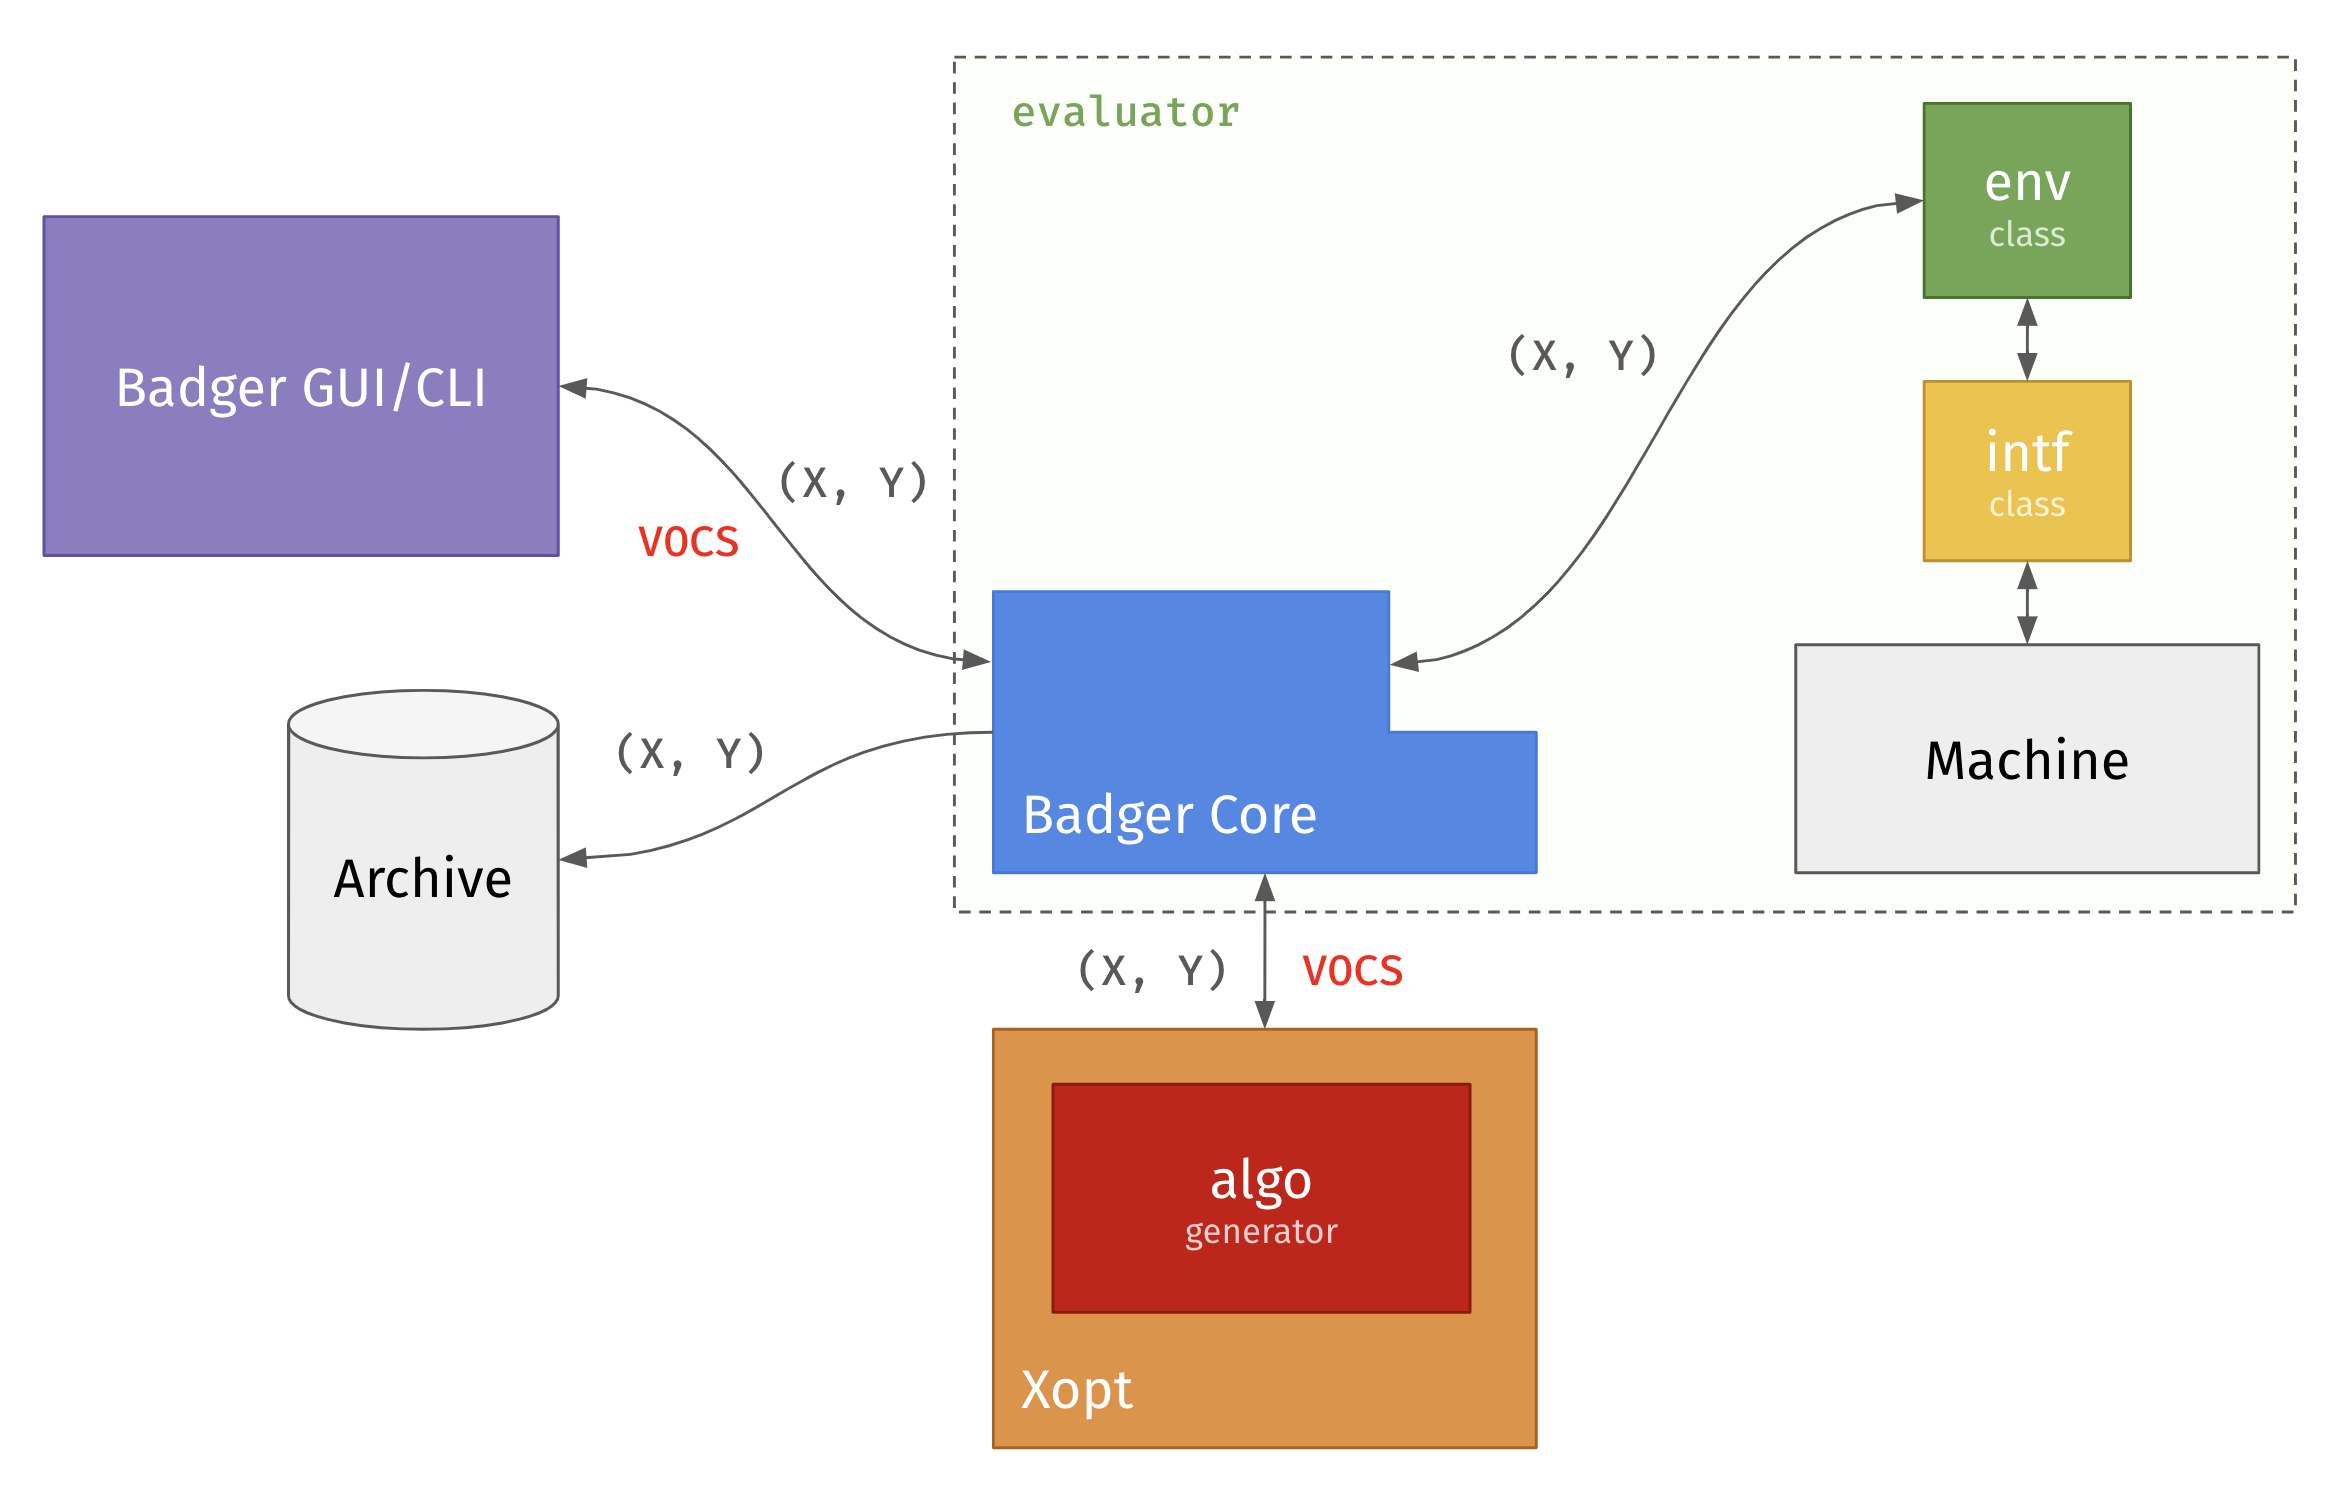 evaluator
env
class
Badger GUI/CLI
(X, Y)
intf
class
(X, Y)
VOCS
(X, Y)
Machine
Badger Core
Archive
(X, Y)
VOCS
algo
generator
Xopt